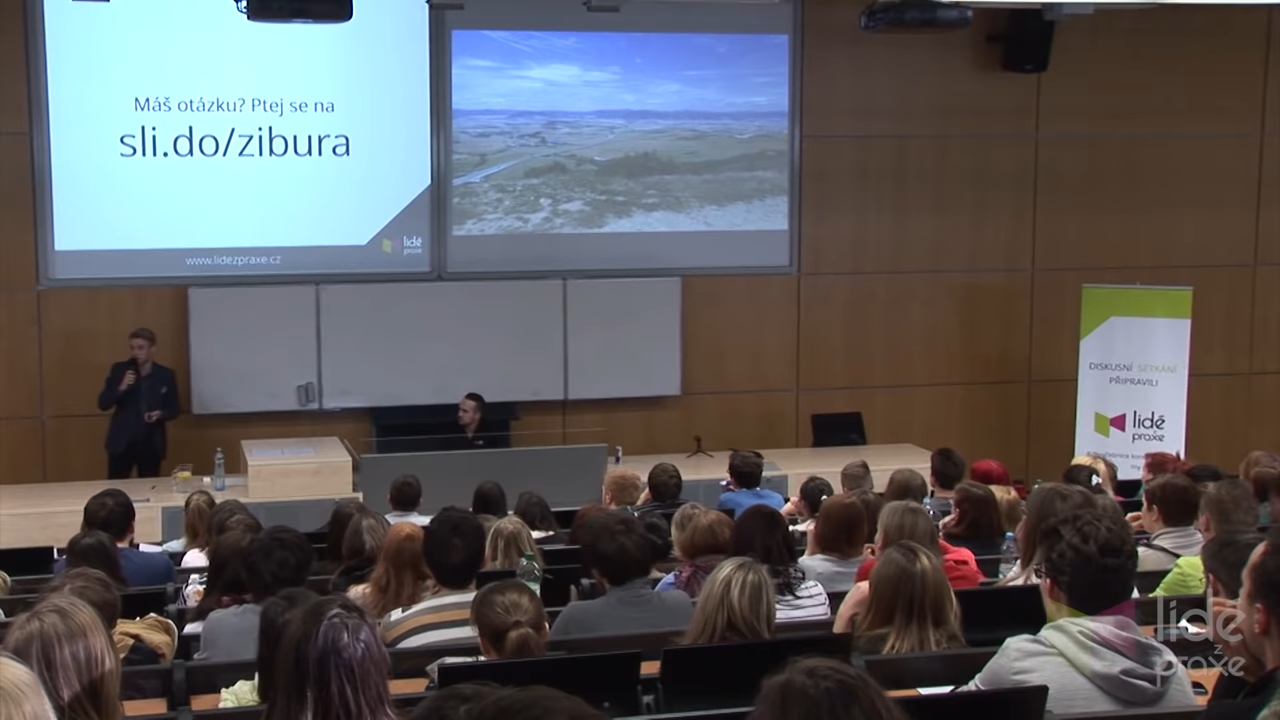 Máš otázku? Ptej se na
sli.do/zibura
lidé
praxe
www.lidezpraxe.cz
DISKUSNÍ SETKÁNÍ
PŘIPRAVILI
lidé
z
praxe
lidé
z
praxe